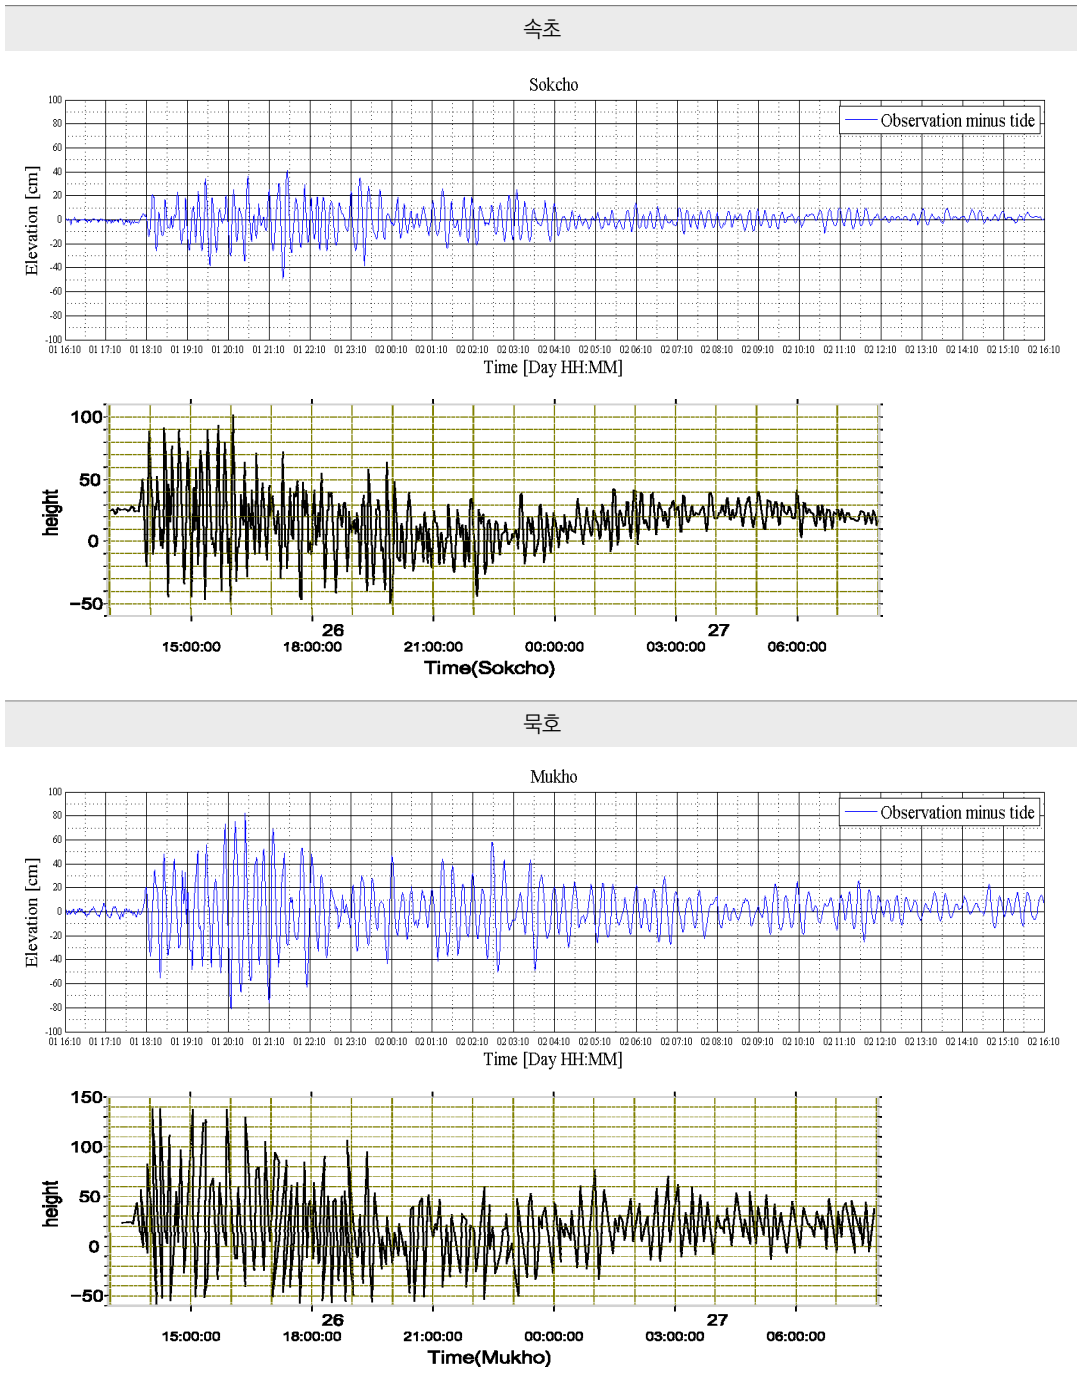 속초
Sokcho
Observation minus tide
Elevation [cm]
100
80
60
40
20
0
-20
-40
-60
-80
-100
01 16:10 01 17:10 01 18:10 01 19:10 01 20:10 01 21:10 01 22:10 01 23:10 02 00:10 02 01:10 02 02:10 02 03:10 02 04:10 02 05:10 02 06:10 02 07:10 02 08:10 02 09:10 02 10:10 02 11:10 02 12:10 02 13:10 02 14:10 02 15:10 02 16:10
Time [Day HH:MM]
height
100
50
0
-50
26 27
15:00:00 18:00:00 21:00:00 00:00:00 03:00:00 06:00:00
Time(Sokcho)
묵호
Mukho
Observation minus tide
Elevation [cm]
100
80
60
40
20
0
-20
-40
-60
-80
-100
01 16:10 01 17:10 01 18:10 01 19:10 01 20:10 01 21:10 01 22:10 01 23:10 02 00:10 02 01:10 02 02:10 02 03:10 02 04:10 02 05:10 02 06:10 02 07:10 02 08:10 02 09:10 02 10:10 02 11:10 02 12:10 02 13:10 02 14:10 02 15:10 02 16:10
Time [Day HH:MM]
height
150
100
50
0
-50
26 27
15:00:00 18:00:00 21:00:00 00:00:00 03:00:00 06:00:00
Time(Mukho)